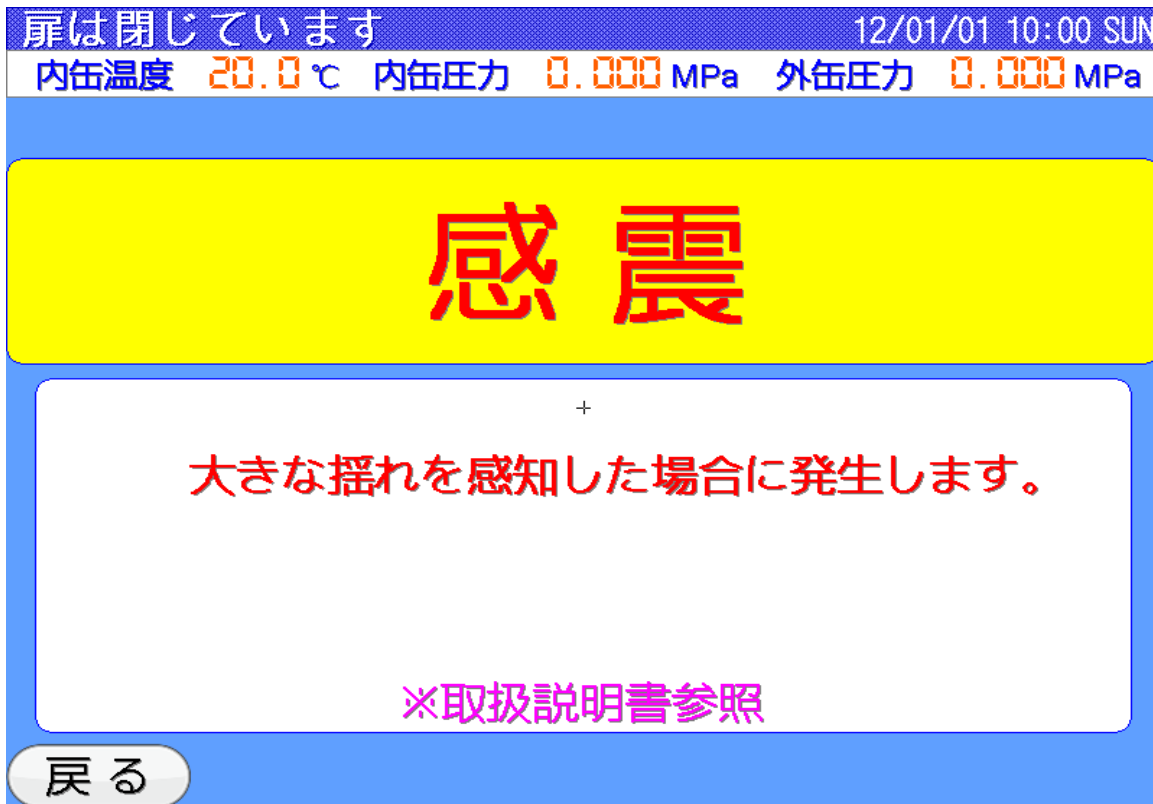 扉は閉じています 12/01/01 10:00 SUN
内缶温度 20.0 ℃ 内缶圧力 0.000 MPa 外缶圧力 0.000 MPa
感震
大きな揺れを感知した場合に発生します。
※取扱説明書参照
戻る